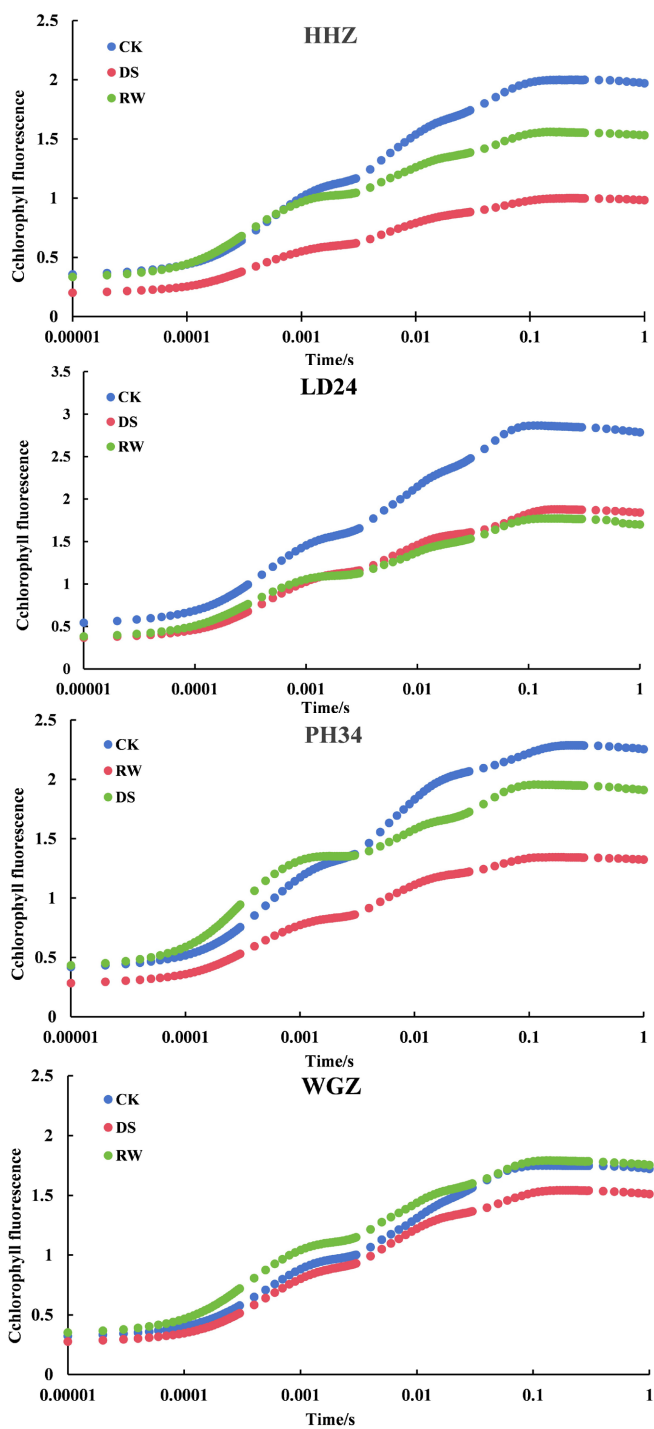 HHZ
CK
DS
RW
2.5
2
1.5
1
0.5
0
Cchlorophyll fluorescence
0.00001 0.0001 0.001 0.01 0.1 1
Time/s
LD24
CK
DS
RW
3.5
3
2.5
2
1.5
1
0.5
0
Cchlorophyll fluorescence
0.00001 0.0001 0.001 0.01 0.1 1
Time/s
PH34
CK
RW
DS
2.5
2
1.5
1
0.5
0
Cchlorophyll fluorescence
0.00001 0.0001 0.001 0.01 0.1 1
Time/s
WGZ
CK
DS
RW
2.5
2
1.5
1
0.5
0
Cchlorophyll fluorescence
0.00001 0.0001 0.001 0.01 0.1 1
Time/s